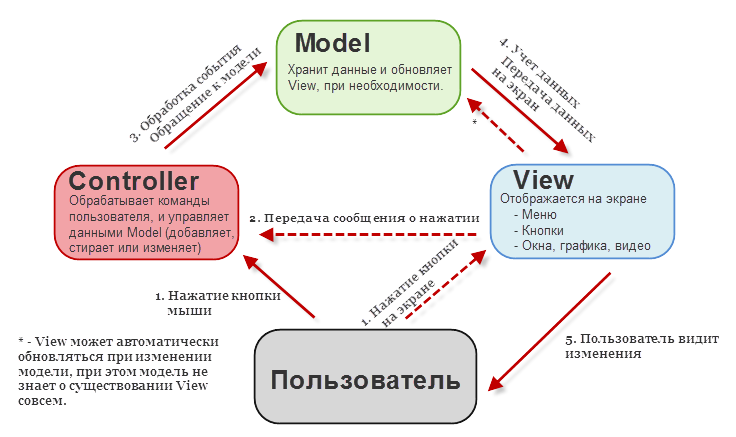 Model
Хранит данные и обновляет
View, при необходимости.
3. Обработка события
Обращение к модели
4. Учет данных
Передача данных
на экран
*
Controller
Обрабатывает команды
пользователя, и управляет
данными Model (добавляет,
стирает или изменяет)
View
Отображается на экране
- Меню
- Кнопки
- Окна, графика, видео
2. Передача сообщения о нажатии
1. Нажатие кнопки
мыши
1. Нажатие кнопки
на экране
5. Пользователь видит
изменения
* - View может автоматически
обновляться при изменении
модели, при этом модель не
знает о существовании View
совсем.
Пользователь